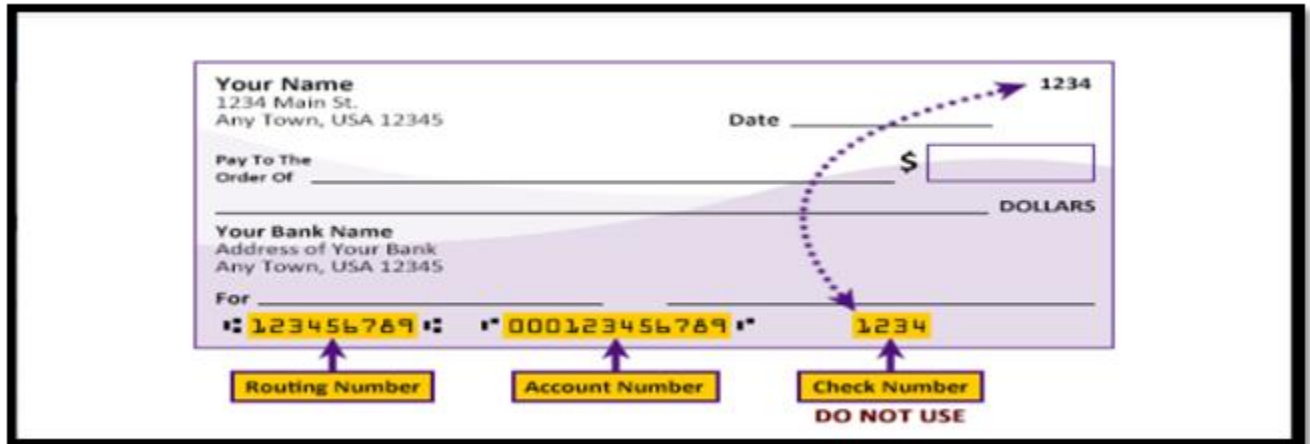 Your Name
1234 Main St.
Any Town, USA 12345
1234
Date
Pay To The
Order Of
$
DOLLARS
Your Bank Name
Address of Your Bank
Any Town, USA 12345
For
⑆123456789⑆ ⑈000123456789⑈ 1234
Routing Number Account Number Check Number
DO NOT USE